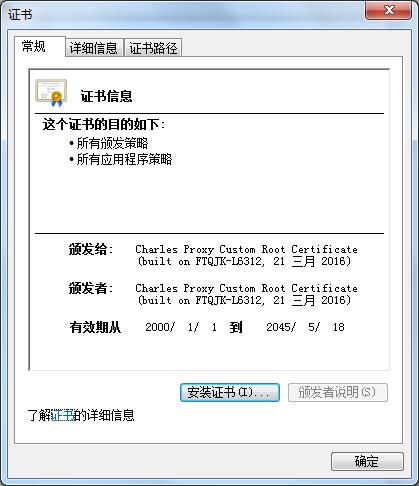 证书
常规
详细信息
证书路径
证书信息
这个证书的目的如下:
• 所有颁发策略
• 所有应用程序策略
颁发给: Charles Proxy Custom Root Certificate
(built on FTQJK-L6312, 21 三月 2016)
颁发者: Charles Proxy Custom Root Certificate
(built on FTQJK-L6312, 21 三月 2016)
有效期从 2000/ 1/ 1 到 2045/ 5/ 18
安装证书(I)...
颁发者说明(S)
了解证书的详细信息
确定